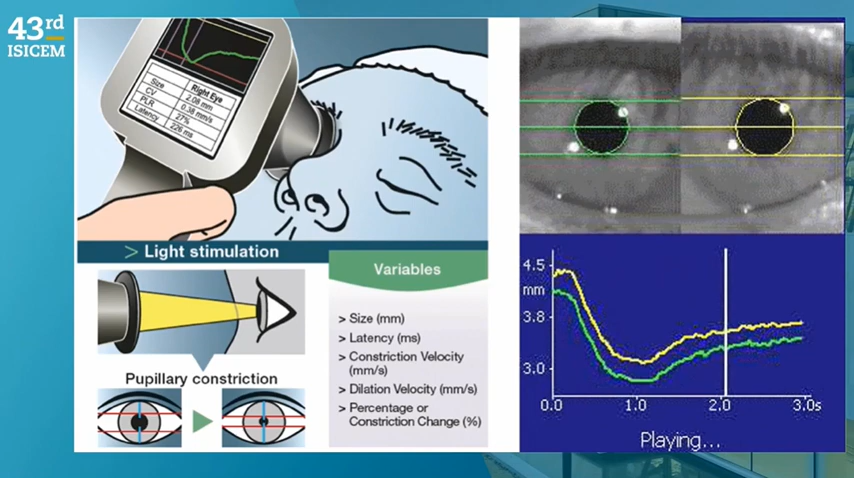 43rd
ISICEM
Right Eye
Size 2.08 mm
CV 0.38 mm/s
PLR 27%
Latency 226 ms
> Light stimulation
Variables
> Size (mm)
> Latency (ms)
> Constriction Velocity
(mm/s)
> Dilation Velocity (mm/s)
> Percentage or
Constriction Change (%)
Pupillary constriction
4.5
mm
3.8
3.0
0.0 1.0 2.0 3.0s
Playing...